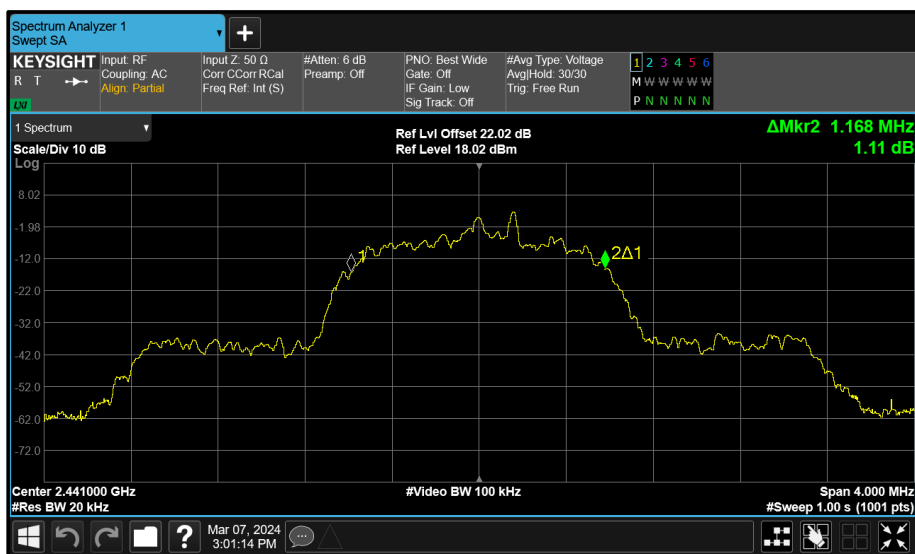 Spectrum Analyzer 1
Swept SA
+
KEYSIGHT
R T
LXI
Input: RF
Coupling: AC
Align: Partial
Input Z: 50 Ω
Corr CCorr RCal
Freq Ref: Int (S)
#Atten: 6 dB
Preamp: Off
PNO: Best Wide
Gate: Off
IF Gain: Low
Sig Track: Off
#Avg Type: Voltage
Avg|Hold: 30/30
Trig: Free Run
1 2 3 4 5 6
M W W W W W
P N N N N N
1 Spectrum
Scale/Div 10 dB
Log
Ref Lvl Offset 22.02 dB
Ref Level 18.02 dBm
ΔMkr2 1.168 MHz
1.11 dB
8.02
-1.98
-12.0
-22.0
-32.0
-42.0
-52.0
-62.0
-72.0
1
2Δ1
Center 2.441000 GHz
#Res BW 20 kHz
#Video BW 100 kHz
Span 4.000 MHz
#Sweep 1.00 s (1001 pts)
?
Mar 07, 2024
3:01:14 PM